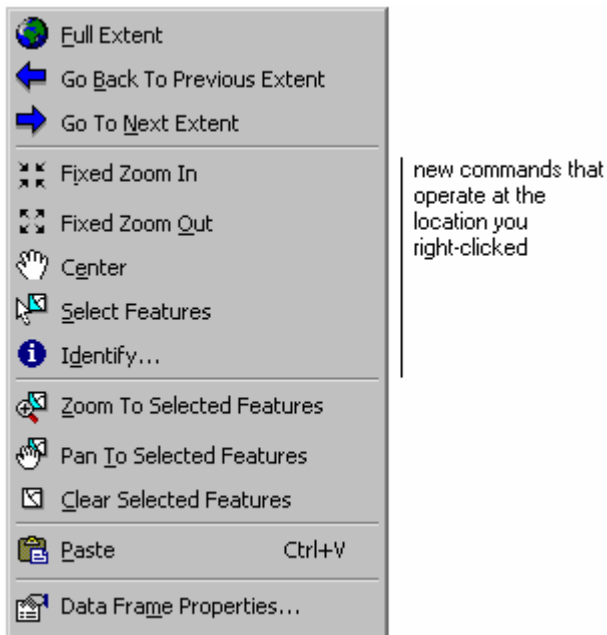 Full Extent
Go Back To Previous Extent
Go To Next Extent
Fixed Zoom In
Fixed Zoom Out
Center
Select Features
Identify...
new commands that
operate at the
location you
right-clicked
Zoom To Selected Features
Pan To Selected Features
Clear Selected Features
Paste Ctrl+V
Data Frame Properties...